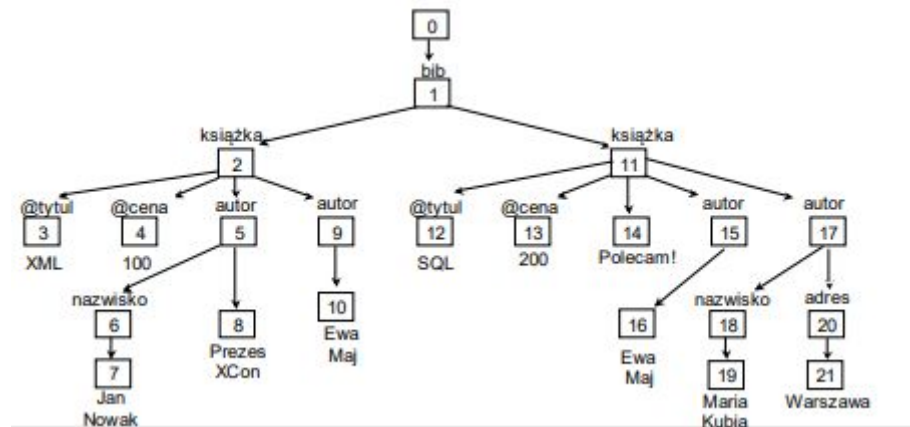 0
bib
1
książka książka
2 11
@tytul @cena autor autor @tytul @cena autor autor
3 4 5 9 12 13 14 15 17
XML 100 SQL 200 Polecam!
nazwisko nazwisko adres
6 8 10 16 18 20
Prezes Ewa Ewa
XCon Maj Maj
7 19 21
Jan Maria Warszawa
Nowak Kubia